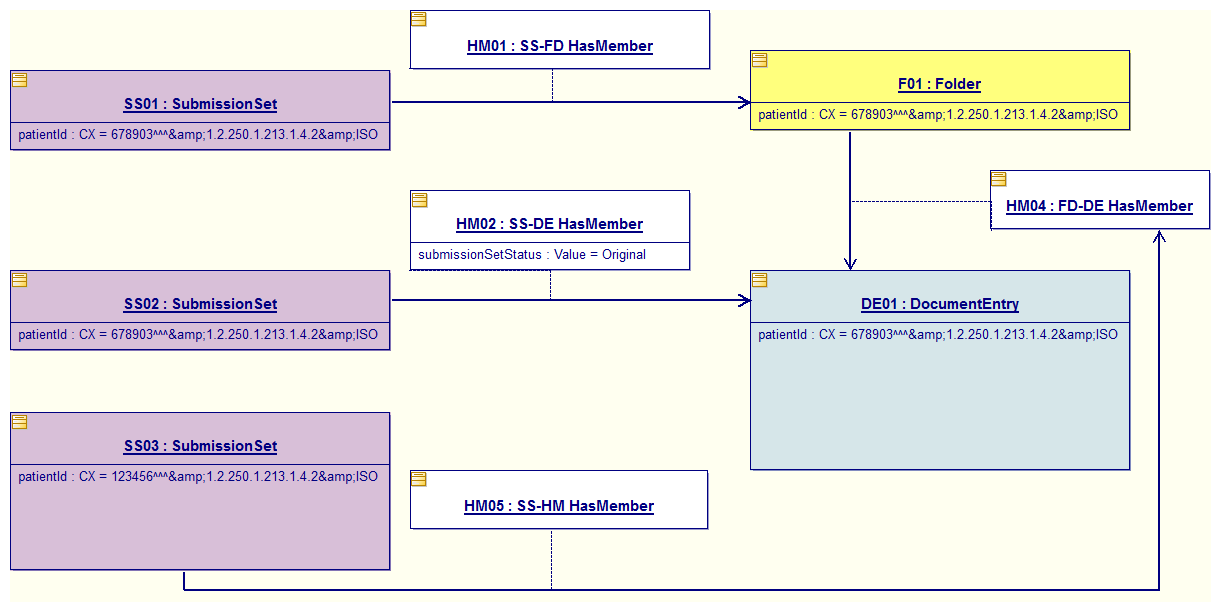 HM01 : SS-FD HasMember
SS01 : SubmissionSet
patientId : CX = 678903^^^&amp;1.2.250.1.213.1.4.2&amp;ISO
F01 : Folder
patientId : CX = 678903^^^&amp;1.2.250.1.213.1.4.2&amp;ISO
HM04 : FD-DE HasMember
HM02 : SS-DE HasMember
submissionSetStatus : Value = Original
SS02 : SubmissionSet
patientId : CX = 678903^^^&amp;1.2.250.1.213.1.4.2&amp;ISO
DE01 : DocumentEntry
patientId : CX = 678903^^^&amp;1.2.250.1.213.1.4.2&amp;ISO
SS03 : SubmissionSet
patientId : CX = 123456^^^&amp;1.2.250.1.213.1.4.2&amp;ISO
HM05 : SS-HM HasMember